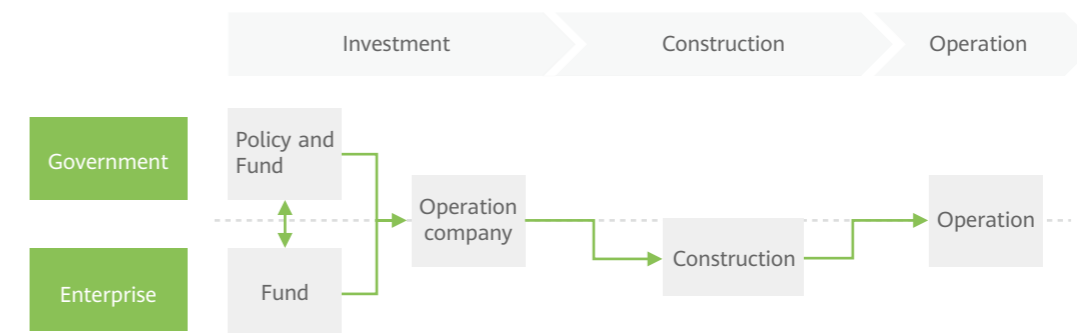 Investment
Construction
Operation
Government
Policy and
Fund
Operation
company
Construction
Operation
Enterprise
Fund